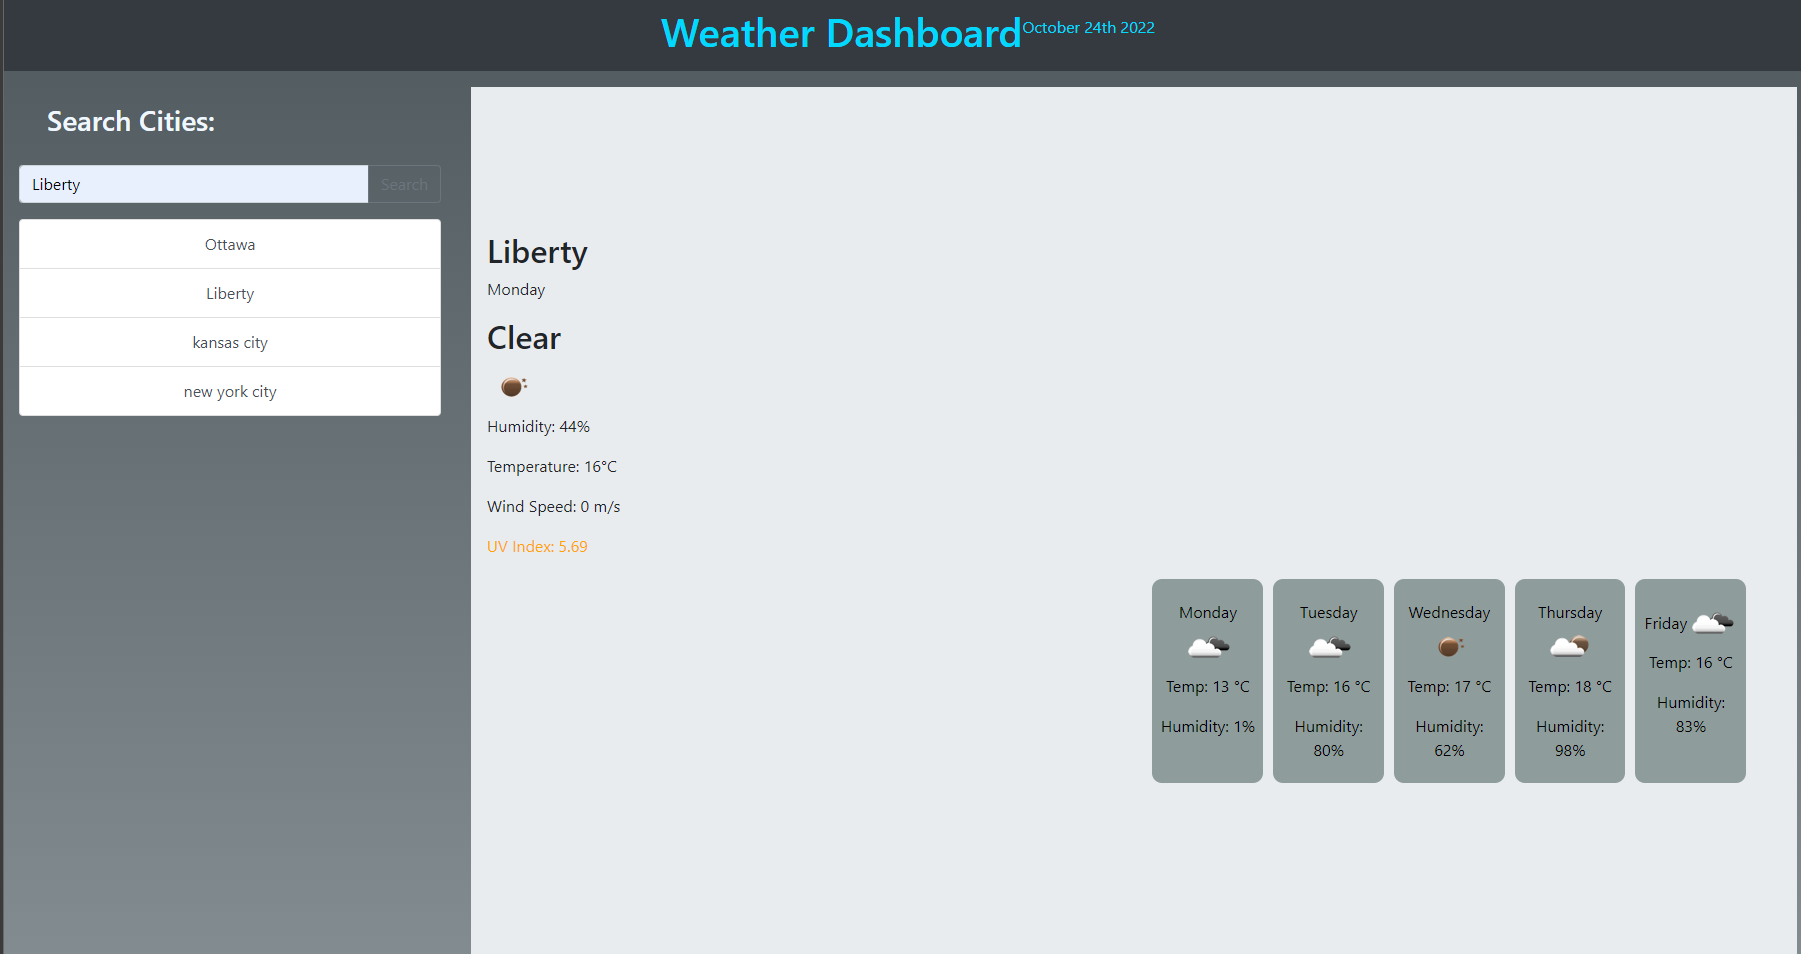 Weather Dashboard October 24th 2022
Search Cities:
Liberty
Search
Ottawa
Liberty
kansas city
new york city
Liberty
Monday
Clear
Humidity: 44%
Temperature: 16°C
Wind Speed: 0 m/s
UV Index: 5.69
Monday
Temp: 13 °C
Humidity: 1%
Tuesday
Temp: 16 °C
Humidity:
80%
Wednesday
Temp: 17 °C
Humidity:
62%
Thursday
Temp: 18 °C
Humidity:
98%
Friday
Temp: 16 °C
Humidity:
83%